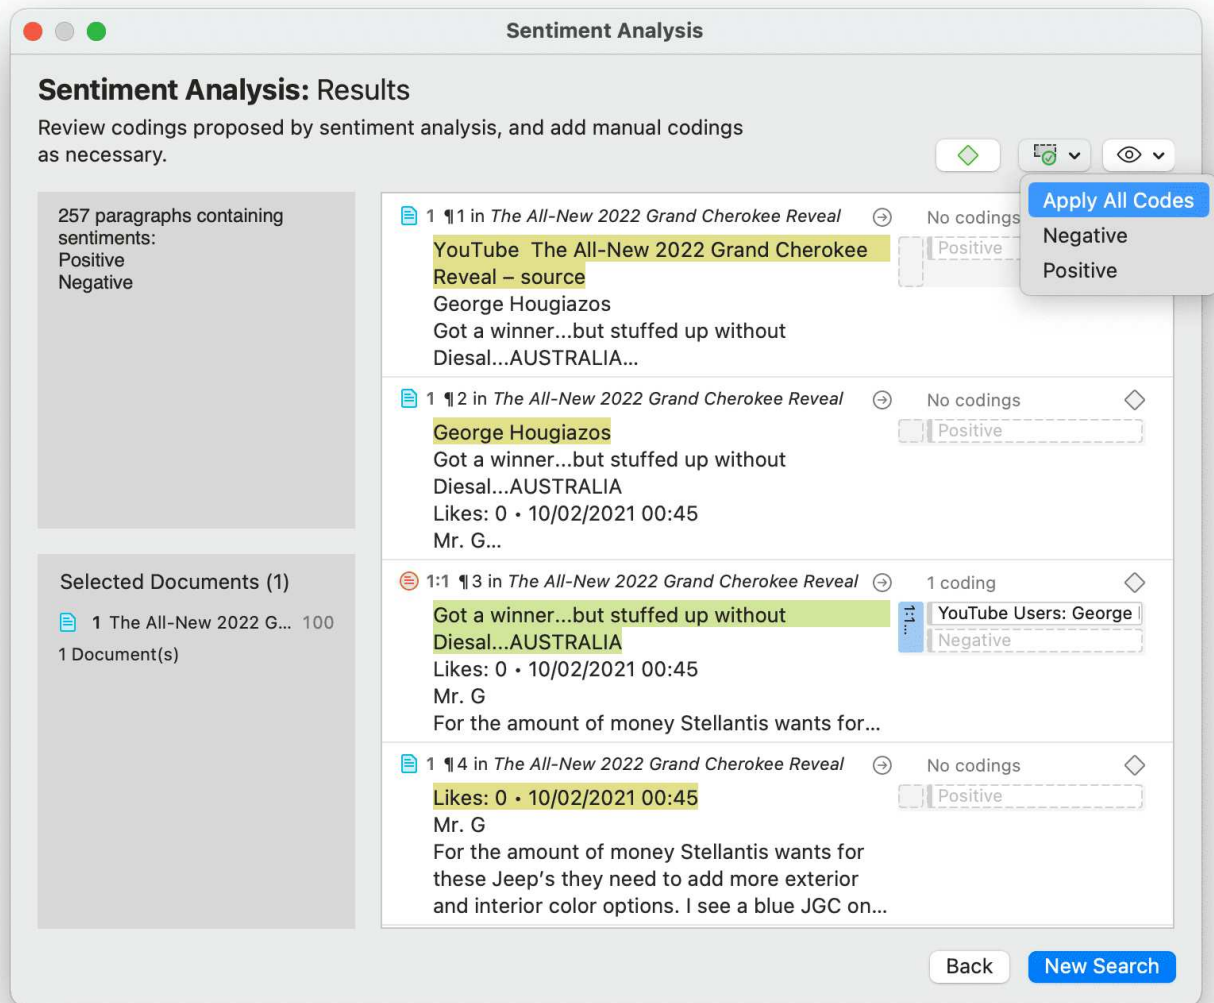 Sentiment Analysis
Sentiment Analysis: Results
Review codings proposed by sentiment analysis, and add manual codings
as necessary.
Apply All Codes
Negative
Positive
257 paragraphs containing
sentiments:
Positive
Negative
Selected Documents (1)
1 The All-New 2022 G... 100
1 Document(s)
1 ¶1 in The All-New 2022 Grand Cherokee Reveal
No codings
Positive
YouTube The All-New 2022 Grand Cherokee
Reveal – source
George Hougiazos
Got a winner...but stuffed up without
Diesal...AUSTRALIA...
1 ¶2 in The All-New 2022 Grand Cherokee Reveal
No codings
Positive
George Hougiazos
Got a winner...but stuffed up without
Diesal...AUSTRALIA
Likes: 0 • 10/02/2021 00:45
Mr. G...
1:1 ¶3 in The All-New 2022 Grand Cherokee Reveal
1 coding
1:1...
YouTube Users: George
Negative
Got a winner...but stuffed up without
Diesal...AUSTRALIA
Likes: 0 • 10/02/2021 00:45
Mr. G
For the amount of money Stellantis wants for...
1 ¶4 in The All-New 2022 Grand Cherokee Reveal
No codings
Positive
Likes: 0 • 10/02/2021 00:45
Mr. G
For the amount of money Stellantis wants for
these Jeep's they need to add more exterior
and interior color options. I see a blue JGC on...
Back
New Search